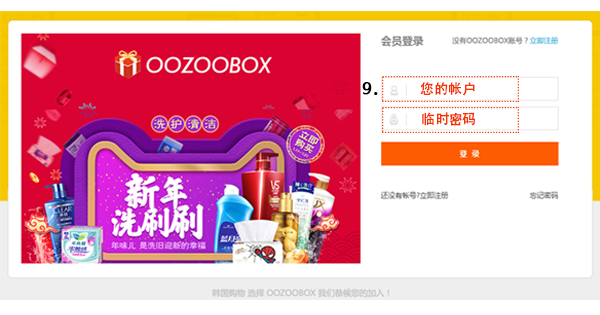 OOZOOBOX
洗护清洁
立即
购买
新年
洗刷刷
年味儿 是洗旧迎新的幸福
VS
蓝月亮
会员登录
没有OOZOOBOX账号？立即注册
9.
您的帐户
临时密码
登录
还没有帐号?立即注册
忘记密码
韩国购物 选择 OOZOOBOX 我们恭候您的加入！